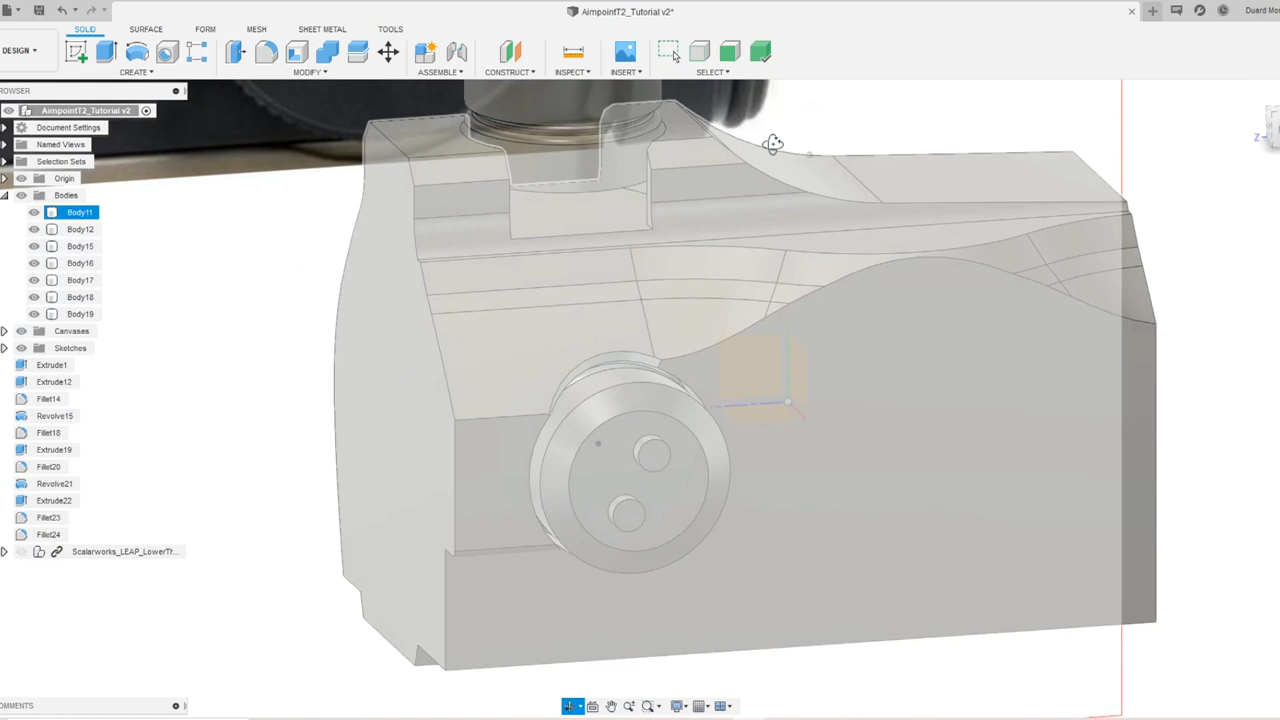 AimpointT2_Tutorial v2*
Duard Mo
SOLID SURFACE FORM MESH SHEET METAL TOOLS
DESIGN
CREATE MODIFY ASSEMBLE CONSTRUCT INSPECT INSERT SELECT
ROWSER
AimpointT2_Tutorial v2
Document Settings
Named Views
Selection Sets
Origin
Bodies
Body11
Body12
Body15
Body16
Body17
Body18
Body19
Canvases
Sketches
Extrude1
Extrude12
Fillet14
Revolve15
Fillet18
Extrude19
Fillet20
Revolve21
Extrude22
Fillet23
Fillet24
Scalarworks_LEAP_LowerTh...
Z
OMMENTS